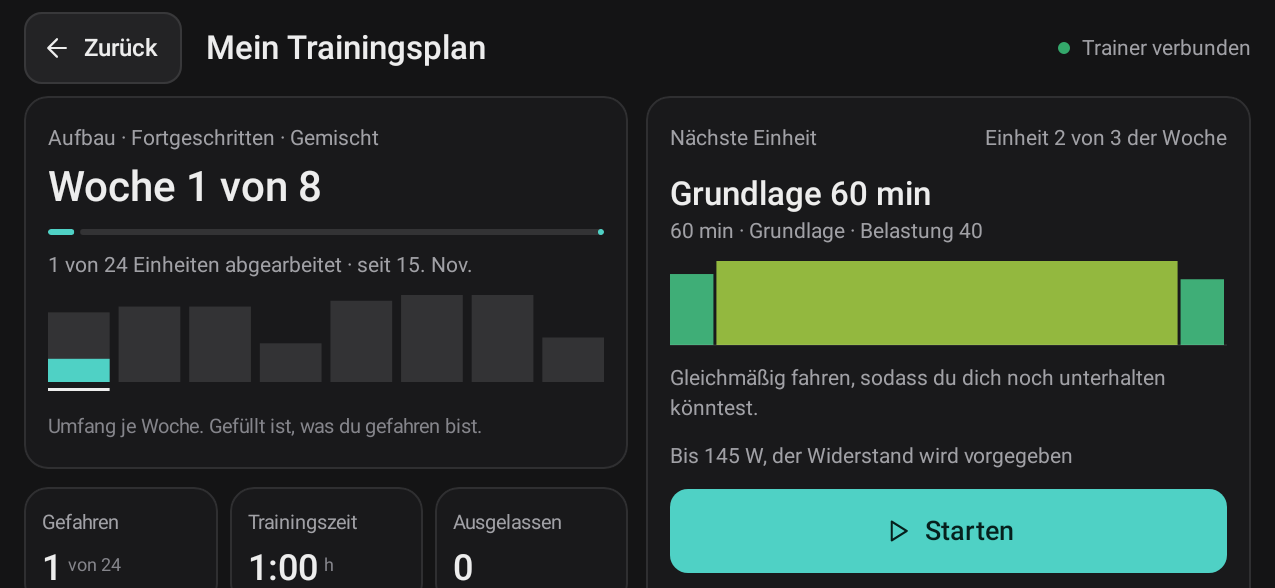 Zurück
Mein Trainingsplan
Trainer verbunden
Aufbau · Fortgeschritten · Gemischt
Woche 1 von 8
1 von 24 Einheiten abgearbeitet · seit 15. Nov.
Umfang je Woche. Gefüllt ist, was du gefahren bist.
Gefahren
1 von 24
Trainingszeit
1:00 h
Ausgelassen
0
Nächste Einheit
Einheit 2 von 3 der Woche
Grundlage 60 min
60 min · Grundlage · Belastung 40
Gleichmäßig fahren, sodass du dich noch unterhalten
könntest.
Bis 145 W, der Widerstand wird vorgegeben
Starten